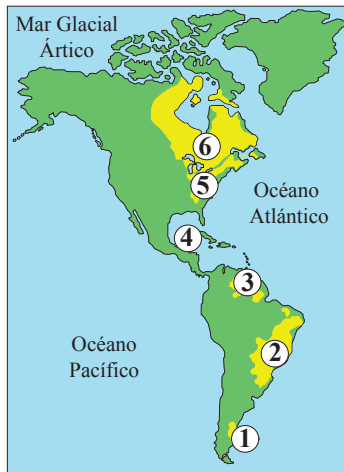 Mar Glacial
Ártico
6
5
Océano
Atlántico
4
3
Océano
Pacífico
2
1